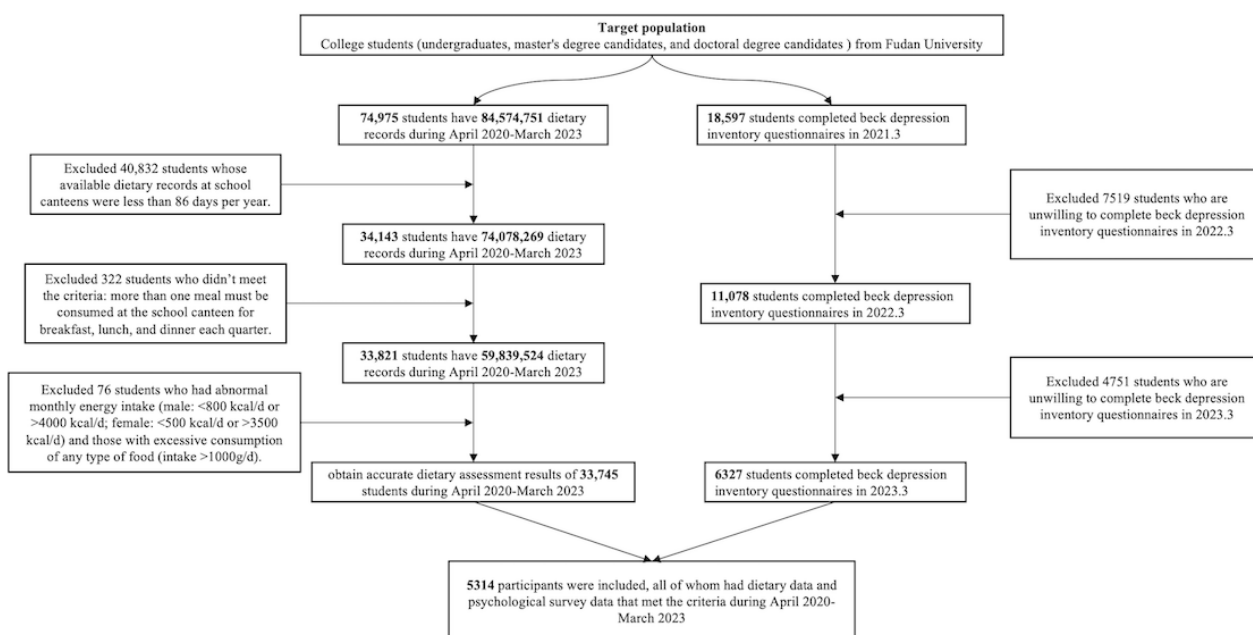 Target population
College students (undergraduates, master's degree candidates, and doctoral degree candidates ) from Fudan University
74,975 students have 84,574,751 dietary
records during April 2020-March 2023
18,597 students completed beck depression
inventory questionnaires in 2021.3
Excluded 40,832 students whose
available dietary records at school
canteens were less than 86 days per year.
Excluded 7519 students who are
unwilling to complete beck depression
inventory questionnaires in 2022.3
34,143 students have 74,078,269 dietary
records during April 2020-March 2023
Excluded 322 students who didn’t meet
the criteria: more than one meal must be
consumed at the school canteen for
breakfast, lunch, and dinner each quarter.
11,078 students completed beck depression
inventory questionnaires in 2022.3
33,821 students have 59,839,524 dietary
records during April 2020-March 2023
Excluded 76 students who had abnormal
monthly energy intake (male: <800 kcal/d or
>4000 kcal/d; female: <500 kcal/d or >3500
kcal/d) and those with excessive consumption
of any type of food (intake >1000g/d).
Excluded 4751 students who are
unwilling to complete beck depression
inventory questionnaires in 2023.3
obtain accurate dietary assessment results of 33,745
students during April 2020-March 2023
6327 students completed beck depression
inventory questionnaires in 2023.3
5314 participants were included, all of whom had dietary data and
psychological survey data that met the criteria during April 2020-
March 2023